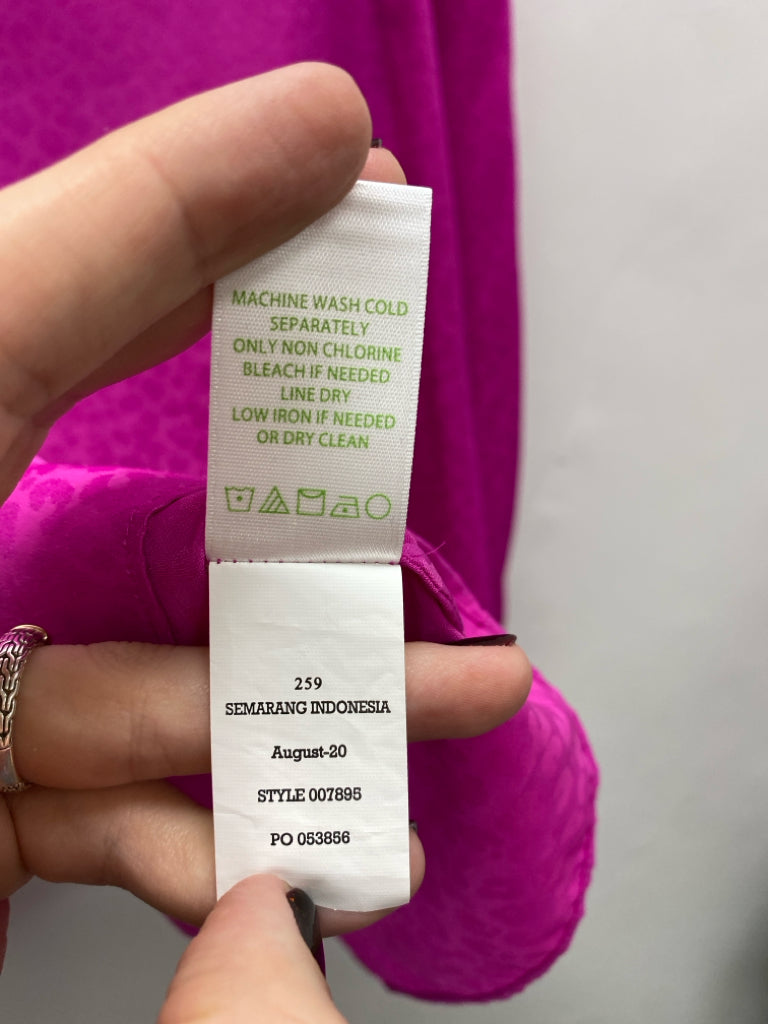 MACHINE WASH COLD
SEPARATELY
ONLY NON CHLORINE
BLEACH IF NEEDED
LINE DRY
LOW IRON IF NEEDED
OR DRY CLEAN
259
SEMARANG INDONESIA
August-20
STYLE 007895
PO 053856